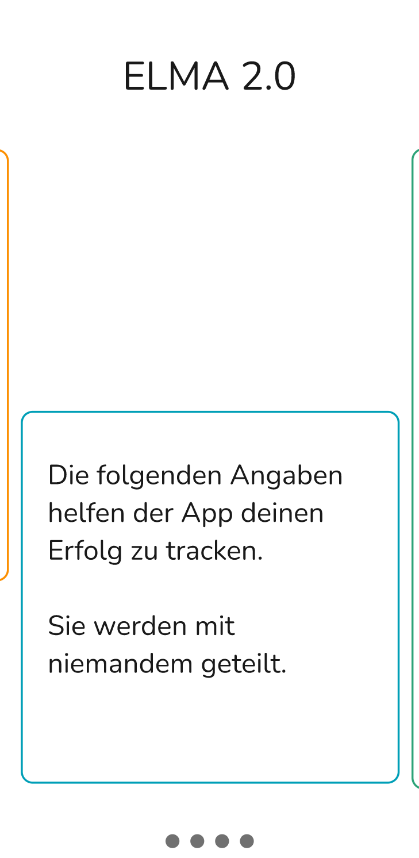 ELMA 2.0
Die folgenden Angaben
helfen der App deinen
Erfolg zu tracken.
Sie werden mit
niemandem geteilt.